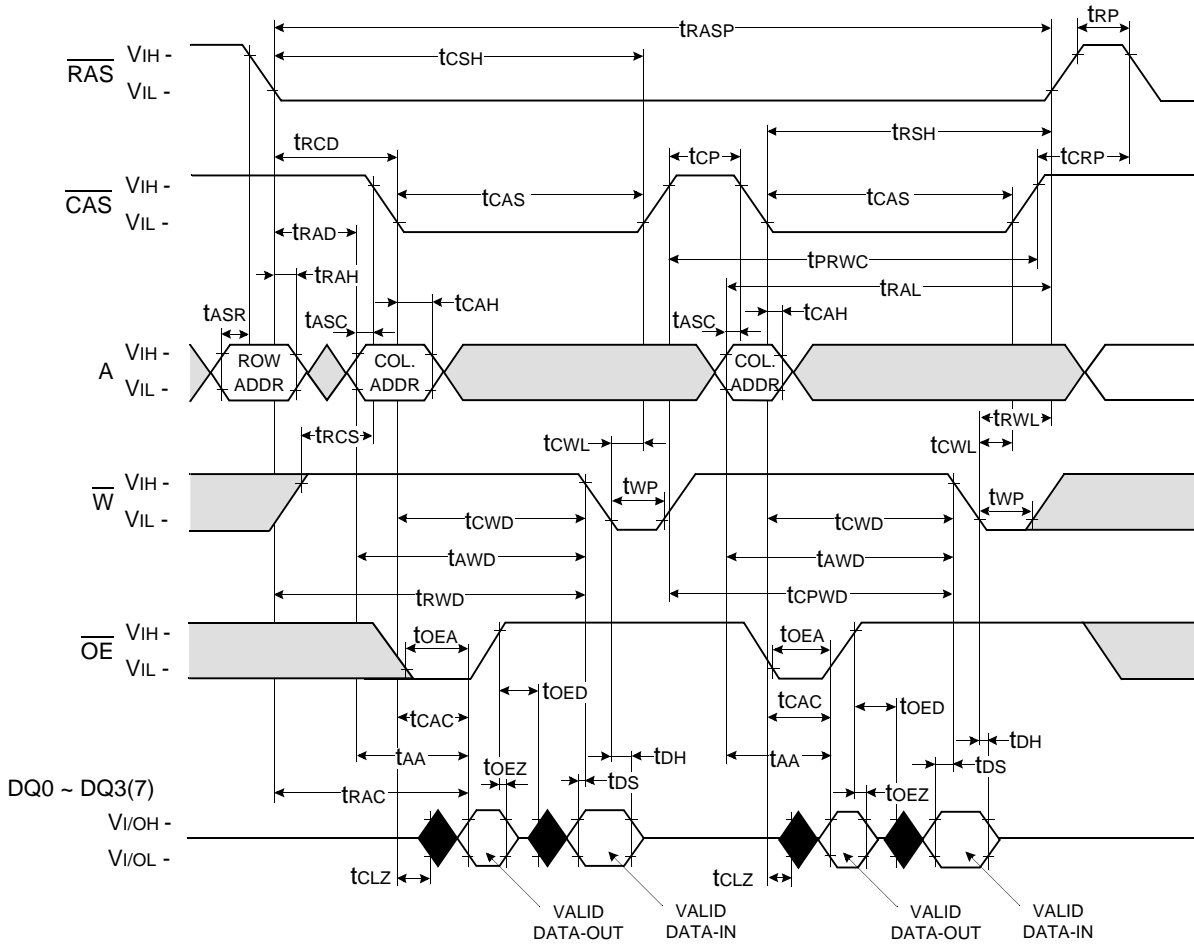 tRASP
tRP
tCSH
RAS
VIH -
VIL -
tRCD
tRSH
tCP
tCRP
CAS
VIH -
VIL -
tCAS
tCAS
tRAD
tPRWC
tRAH
tRAL
tASR
tASC
tCAH
tASC
tCAH
A
VIH -
VIL -
ROW
ADDR
COL.
ADDR
COL.
ADDR
tRWL
tRCS
tCWL
tCWL
W
VIH -
VIL -
tWP
tWP
tCWD
tCWD
tAWD
tAWD
tRWD
tCPWD
OE
VIH -
VIL -
tOEA
tOEA
tOED
tOED
tCAC
tCAC
tAA
tDH
tAA
tDH
tOEZ
tDS
tOEZ
tDS
tRAC
DQ0 ~ DQ3(7)
VI/OH -
VI/OL -
tCLZ
tCLZ
VALID
DATA-OUT
VALID
DATA-IN
VALID
DATA-OUT
VALID
DATA-IN